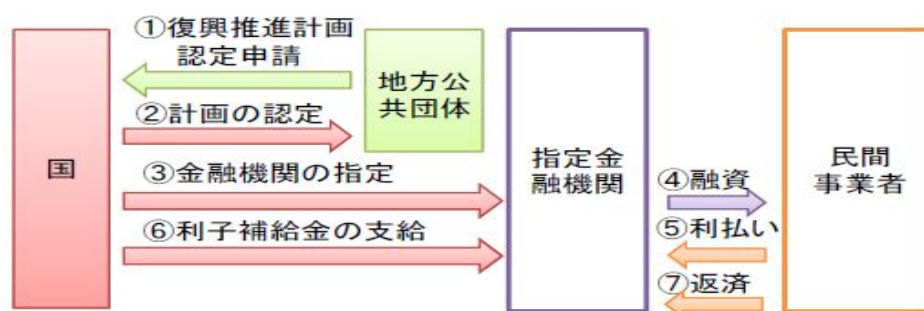 ①復興推進計画
認定申請
②計画の認定
国
地方公
共団体
③金融機関の指定
⑥利子補給金の支給
指定金
融機関
④融資
⑤利払い
⑦返済
民間
事業者